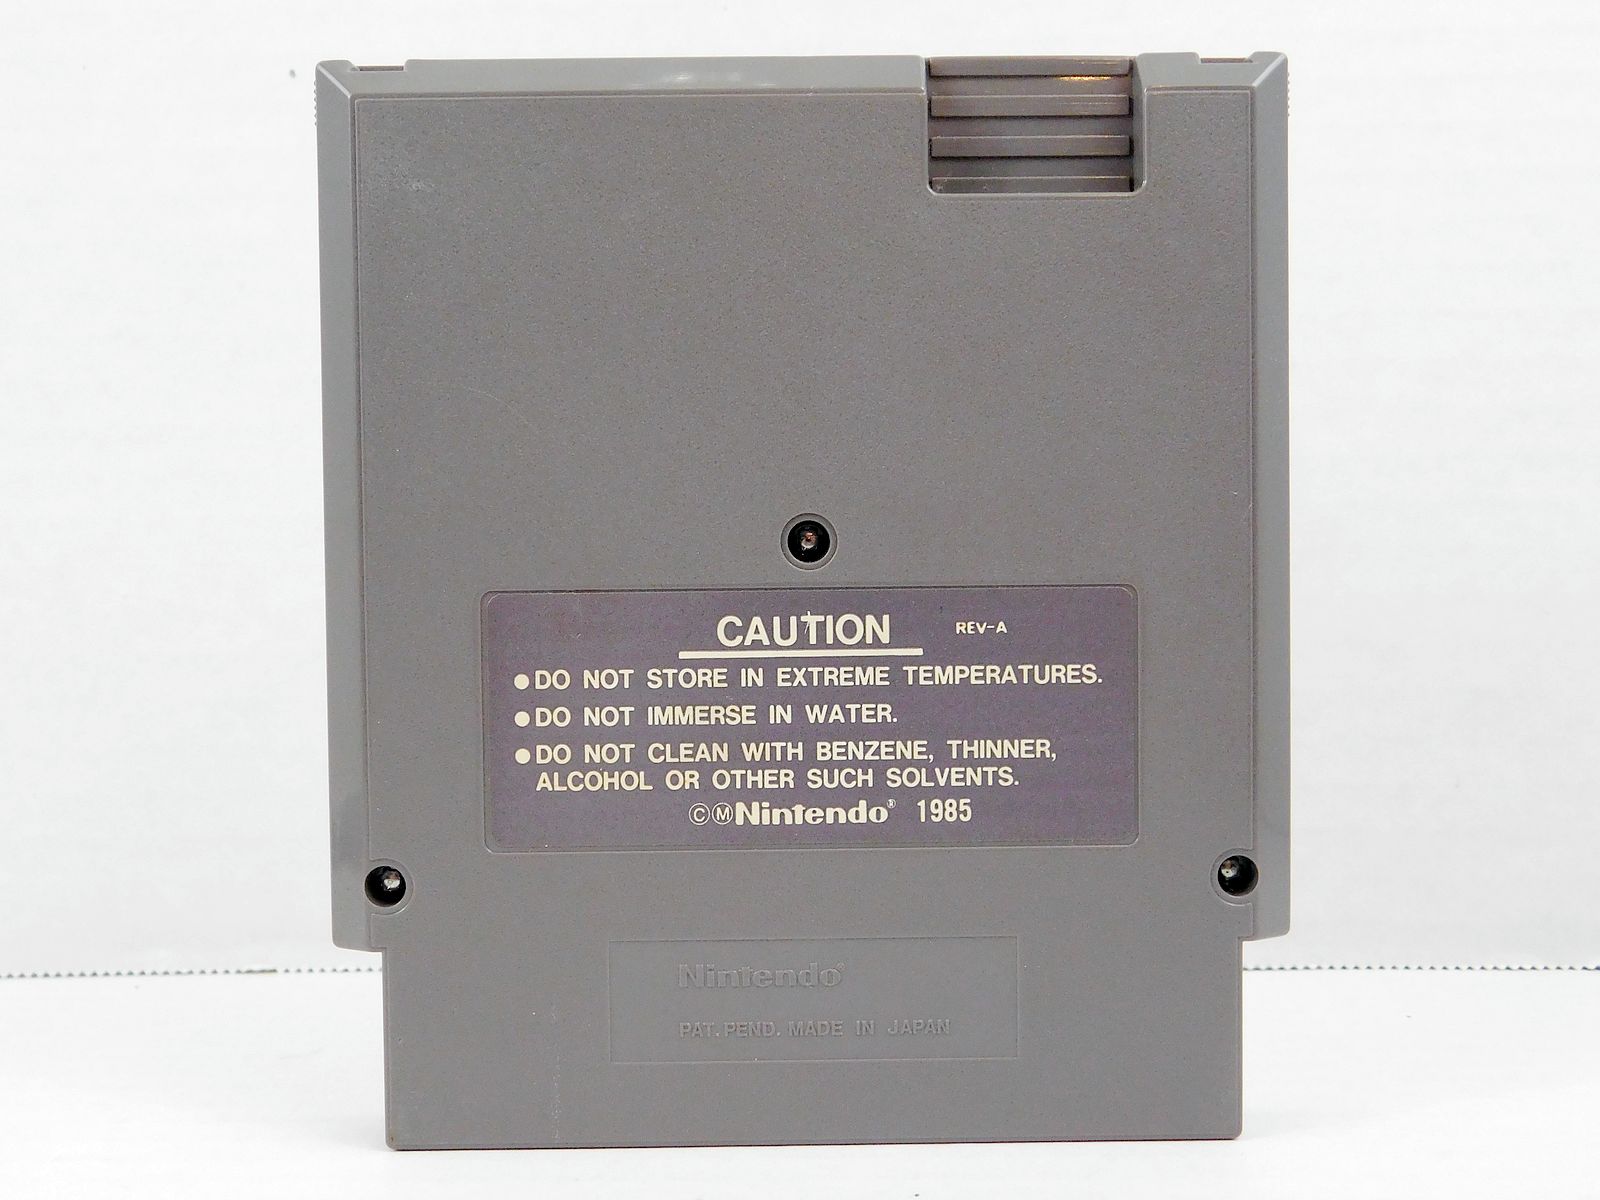 CAUTION REV-A
●DO NOT STORE IN EXTREME TEMPERATURES.
●DO NOT IMMERSE IN WATER.
●DO NOT CLEAN WITH BENZENE, THINNER,
ALCOHOL OR OTHER SUCH SOLVENTS.
©ⓂNintendo® 1985
Nintendo®
PAT. PEND. MADE IN JAPAN